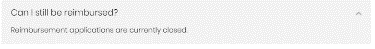 Can I still be reimbursed?
Reimbursement applications are currently closed.